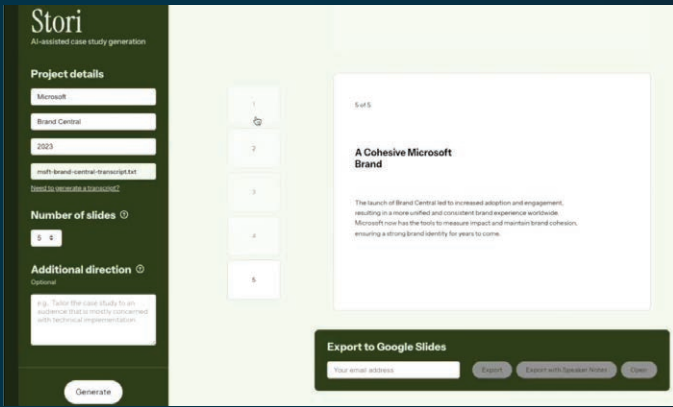 Stori
AI-assisted case study generation
Project details
Microsoft
Brand Central
2023
msft-brand-central-transcript.txt
Need to generate a transcript?
Number of slides
5
Additional direction
Optional
e.g. Tailor the case study to an
audience that is mostly concerned
with technical implementation.
Generate
1
2
3
4
5
5 of 5
A Cohesive Microsoft
Brand
The launch of Brand Central led to increased adoption and engagement,
resulting in a more unified and consistent brand experience worldwide.
Microsoft now has the tools to measure impact and maintain brand cohesion,
ensuring a strong brand identity for years to come.
Export to Google Slides
Your email address
Export
Export with Speaker Notes
Open